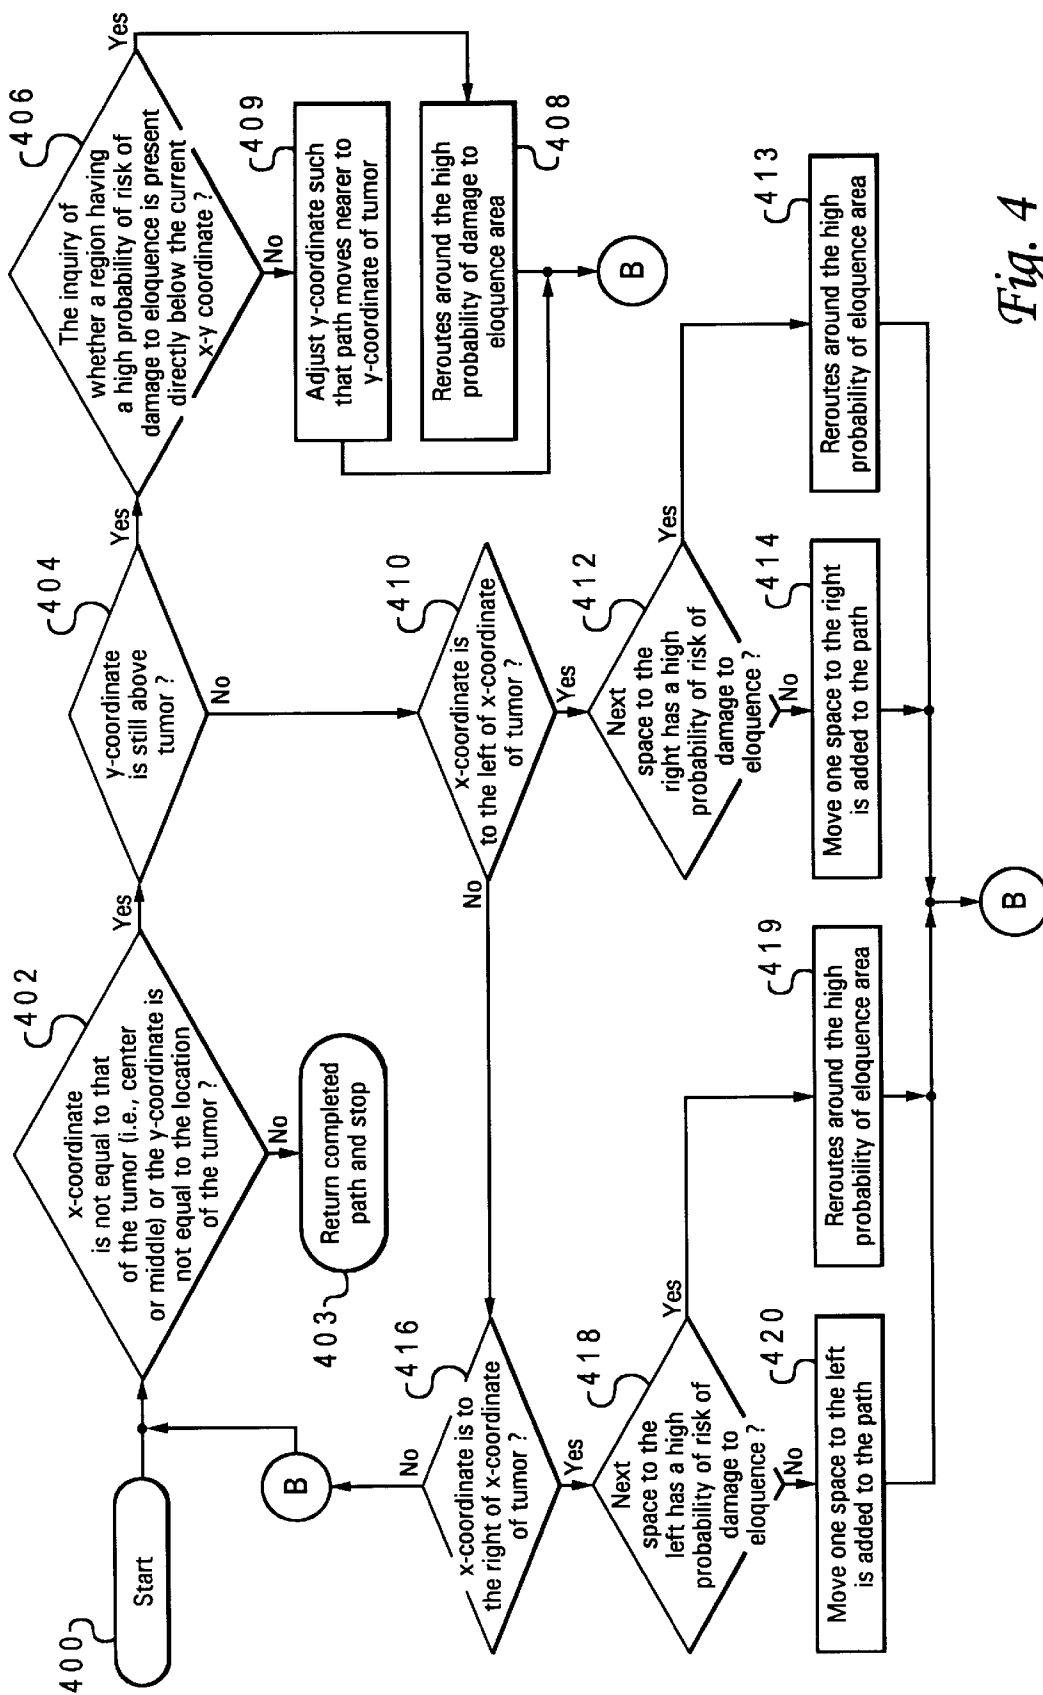 400
Start
402
x-coordinate
is not equal to that
of the tumor (i.e., center
or middle) or the y-coordinate is
not equal to the location
of the tumor ?
Yes
No
403
Return completed
path and stop
404
y-coordinate
is still above
tumor ?
Yes
No
406
The inquiry of
whether a region having
a high probability of risk of
damage to eloquence is present
directly below the current
x-y coordinate ?
Yes
No
409
Adjust y-coordinate such
that path moves nearer to
y-coordinate of tumor
408
Reroutes around the high
probability of damage to
eloquence area
B
B
416
x-coordinate is to
the right of x-coordinate
of tumor ?
No
Yes
410
x-coordinate is
to the left of x-coordinate
of tumor ?
No
Yes
418
Next
space to the
left has a high
probability of risk of
damage to
eloquence ?
Yes
No
412
Next
space to the
right has a high
probability of risk of
damage to
eloquence ?
Yes
No
420
Move one space to the left
is added to the path
419
Reroutes around the high
probability of eloquence area
414
Move one space to the right
is added to the path
413
Reroutes around the high
probability of eloquence area
B
Fig. 4